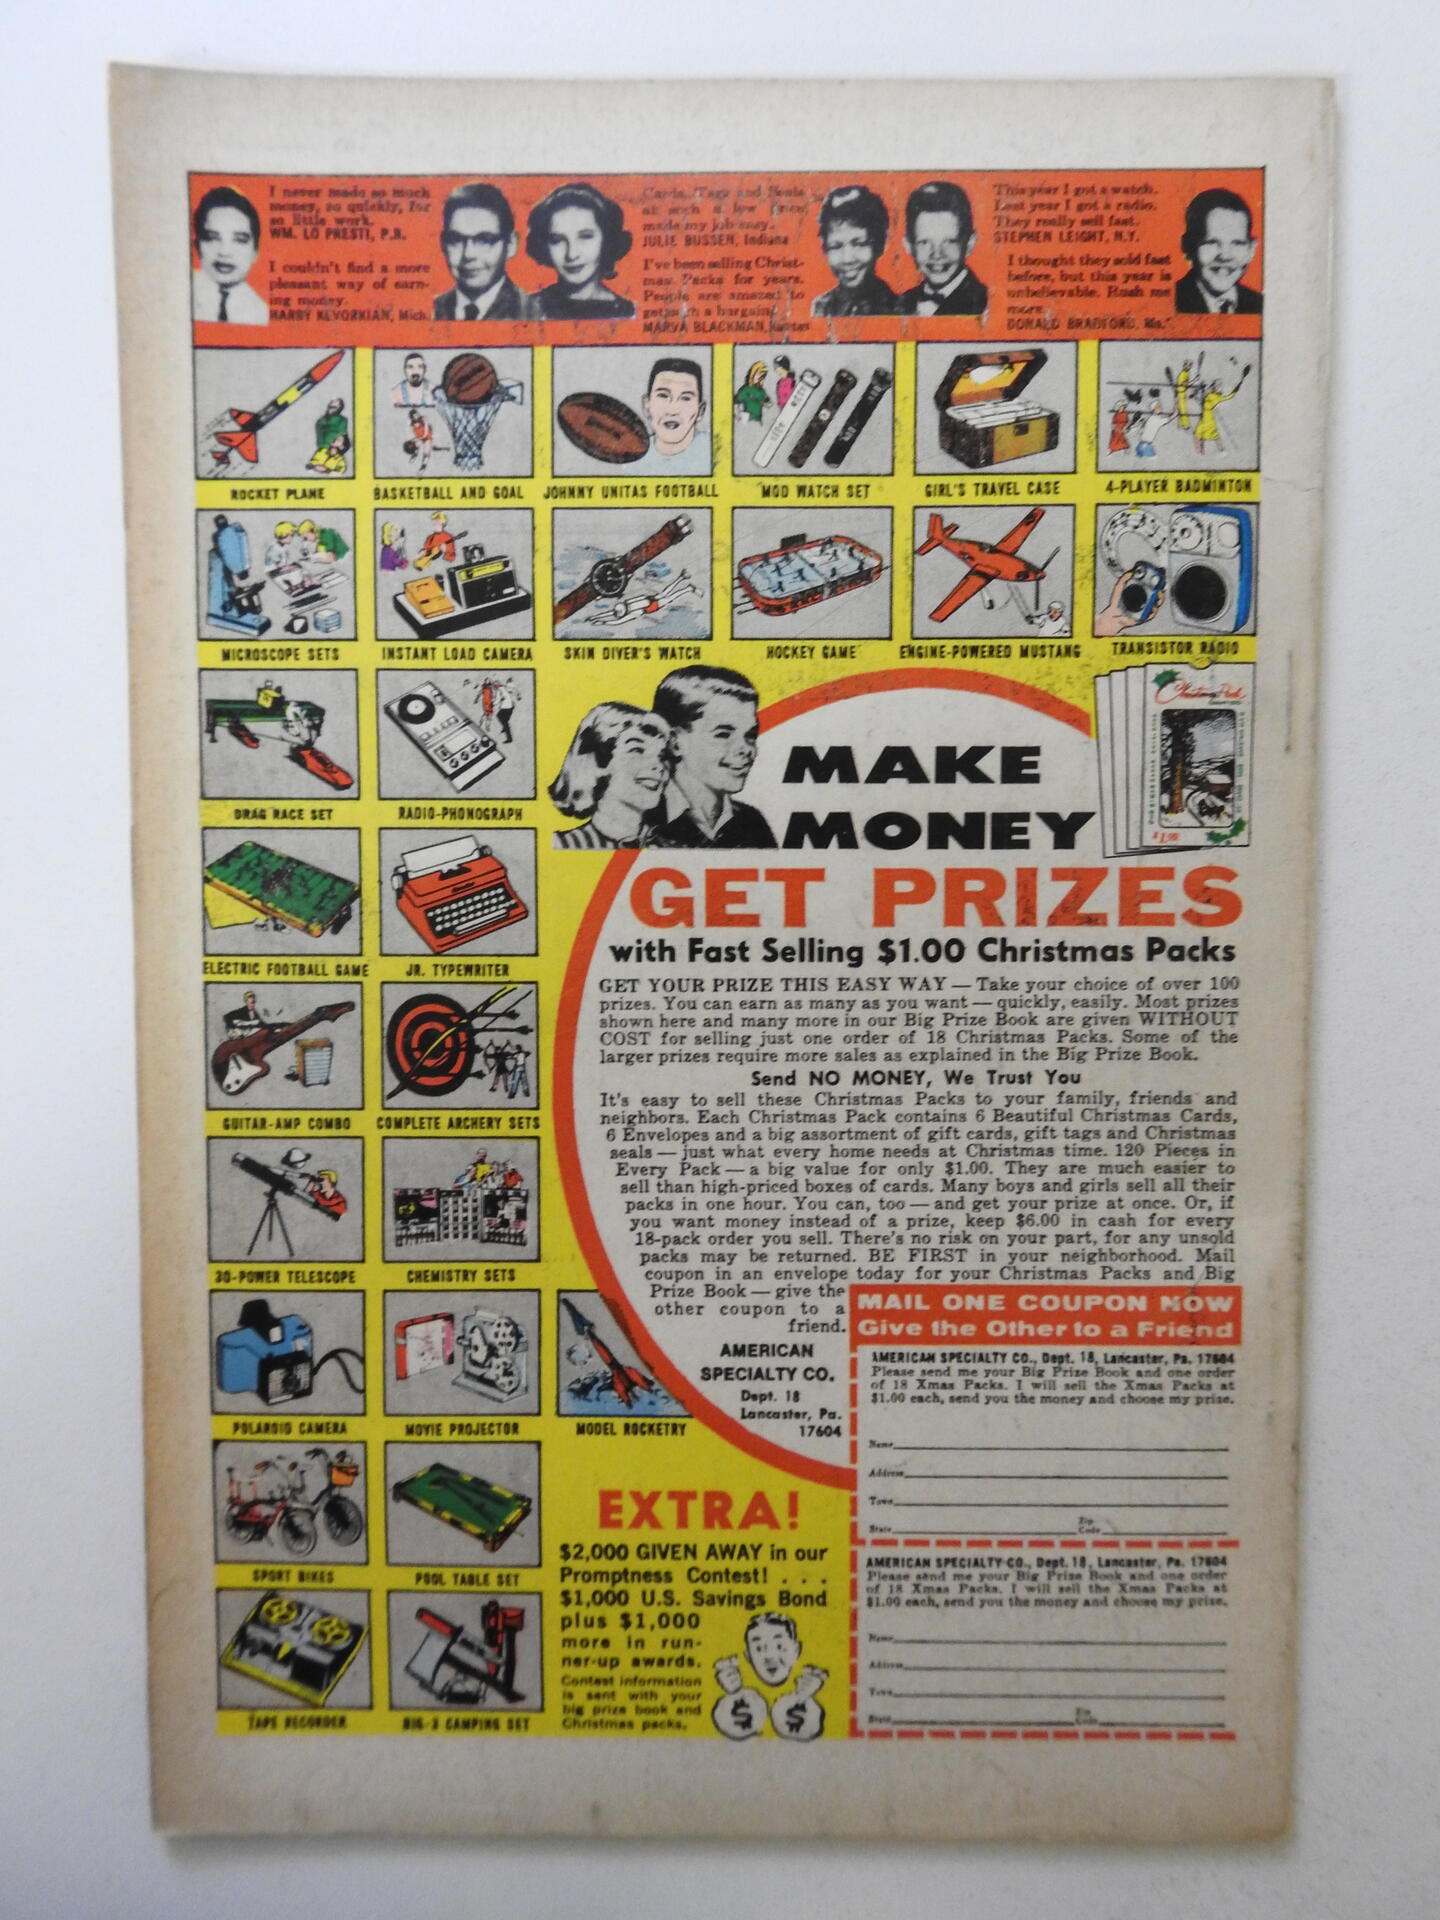 I never made so much
money, so quickly, for
so little work.
WM. LO PRESTI, P.R.
I couldn't find a more
pleasant way of earn-
ing money.
HARRY KEVORKIAN, Mich.
Cards, Tags and Seals
at such a low price
made my job easy.
JULIE BUSSEN, Indiana
I've been selling Christ-
mas Packs for years.
People are amazed to
get such a bargain.
MARVA BLACKMAN, Kansas
This year I got a watch.
Last year I got a radio.
They really sell fast.
STEPHEN LEIGHT, N.Y.
I thought they sold fast
before, but this year is
unbelievable. Rush me
more.
DONALD BRADFORD, Mo.
ROCKET PLANE
BASKETBALL AND GOAL
JOHNNY UNITAS FOOTBALL
MOD WATCH SET
GIRL'S TRAVEL CASE
4-PLAYER BADMINTON
MICROSCOPE SETS
INSTANT LOAD CAMERA
SKIN DIVER'S WATCH
HOCKEY GAME
ENGINE-POWERED MUSTANG
TRANSISTOR RADIO
DRAG RACE SET
RADIO-PHONOGRAPH
ELECTRIC FOOTBALL GAME
JR. TYPEWRITER
GUITAR-AMP COMBO
COMPLETE ARCHERY SETS
30-POWER TELESCOPE
CHEMISTRY SETS
POLAROID CAMERA
MOVIE PROJECTOR
MODEL ROCKETRY
SPORT BIKES
POOL TABLE SET
TAPE RECORDER
BIG-3 CAMPING SET
Christmas Pack
$1.00
MAKE
MONEY
GET PRIZES
with Fast Selling $1.00 Christmas Packs
GET YOUR PRIZE THIS EASY WAY — Take your choice of over 100
prizes. You can earn as many as you want — quickly, easily. Most prizes
shown here and many more in our Big Prize Book are given WITHOUT
COST for selling just one order of 18 Christmas Packs. Some of the
larger prizes require more sales as explained in the Big Prize Book.
Send NO MONEY, We Trust You
It's easy to sell these Christmas Packs to your family, friends and
neighbors. Each Christmas Pack contains 6 Beautiful Christmas Cards,
6 Envelopes and a big assortment of gift cards, gift tags and Christmas
seals — just what every home needs at Christmas time. 120 Pieces in
Every Pack — a big value for only $1.00. They are much easier to
sell than high-priced boxes of cards. Many boys and girls sell all their
packs in one hour. You can, too — and get your prize at once. Or, if
you want money instead of a prize, keep $6.00 in cash for every
18-pack order you sell. There's no risk on your part, for any unsold
packs may be returned. BE FIRST in your neighborhood. Mail
coupon in an envelope today for your Christmas Packs and Big
Prize Book — give the
other coupon to a
friend.
AMERICAN
SPECIALTY CO.
Dept. 18
Lancaster, Pa.
17604
EXTRA!
$2,000 GIVEN AWAY in our
Promptness Contest! . . .
$1,000 U.S. Savings Bond
plus $1,000
more in run-
ner-up awards.
Contest information
is sent with your
big prize book and
Christmas packs.
$ $
MAIL ONE COUPON NOW
Give the Other to a Friend
AMERICAN SPECIALTY CO., Dept. 18, Lancaster, Pa. 17604
Please send me your Big Prize Book and one order
of 18 Xmas Packs. I will sell the Xmas Packs at
$1.00 each, send you the money and choose my prize.
Name
Address
Town
State Zip Code
AMERICAN SPECIALTY CO., Dept. 18, Lancaster, Pa. 17604
Please send me your Big Prize Book and one order
of 18 Xmas Packs. I will sell the Xmas Packs at
$1.00 each, send you the money and choose my prize.
Name
Address
Town
State Zip Code